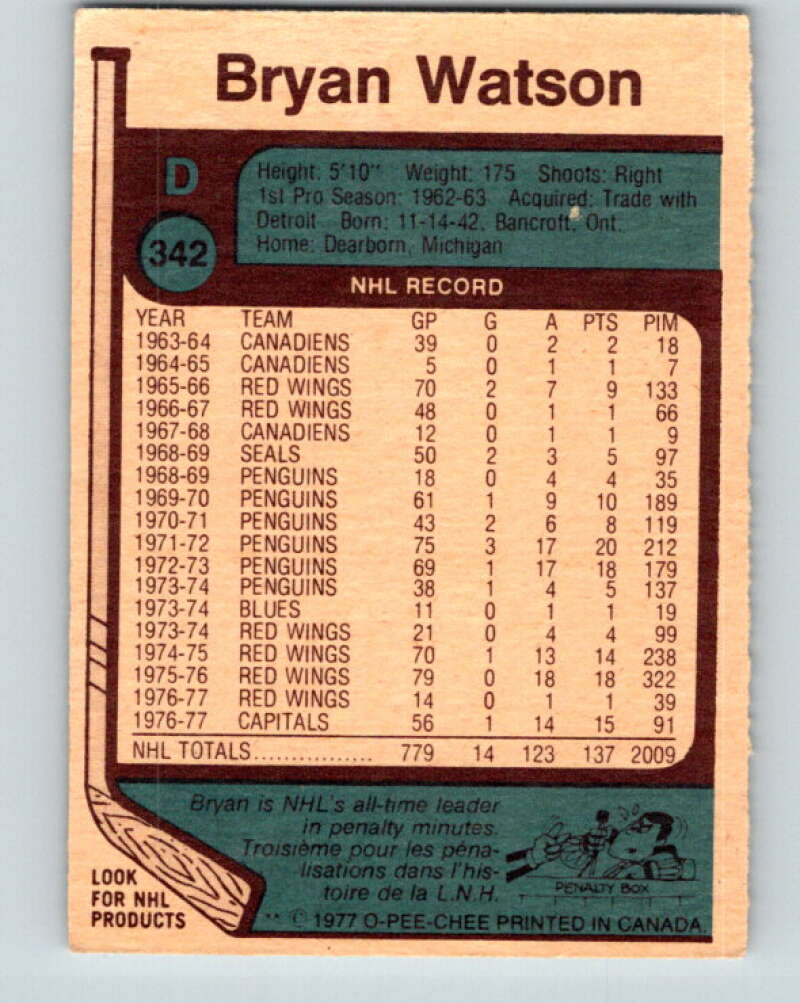 Bryan Watson
D
342
Height: 5'10" Weight: 175 Shoots: Right
1st Pro Season: 1962-63 Acquired: Trade with
Detroit Born: 11-14-42, Bancroft, Ont.
Home: Dearborn, Michigan
NHL RECORD
YEAR TEAM GP G A PTS PIM
1963-64 CANADIENS 39 0 2 2 18
1964-65 CANADIENS 5 0 1 1 7
1965-66 RED WINGS 70 2 7 9 133
1966-67 RED WINGS 48 0 1 1 66
1967-68 CANADIENS 12 0 1 1 9
1968-69 SEALS 50 2 3 5 97
1968-69 PENGUINS 18 0 4 4 35
1969-70 PENGUINS 61 1 9 10 189
1970-71 PENGUINS 43 2 6 8 119
1971-72 PENGUINS 75 3 17 20 212
1972-73 PENGUINS 69 1 17 18 179
1973-74 PENGUINS 38 1 4 5 137
1973-74 BLUES 11 0 1 1 19
1973-74 RED WINGS 21 0 4 4 99
1974-75 RED WINGS 70 1 13 14 238
1975-76 RED WINGS 79 0 18 18 322
1976-77 RED WINGS 14 0 1 1 39
1976-77 CAPITALS 56 1 14 15 91
NHL TOTALS................ 779 14 123 137 2009
Bryan is NHL's all-time leader
in penalty minutes.
Troisième pour les péna-
lisations dans l'his-
toire de la L.N.H.
PENALTY BOX
LOOK
FOR NHL
PRODUCTS
** © 1977 O-PEE-CHEE PRINTED IN CANADA.